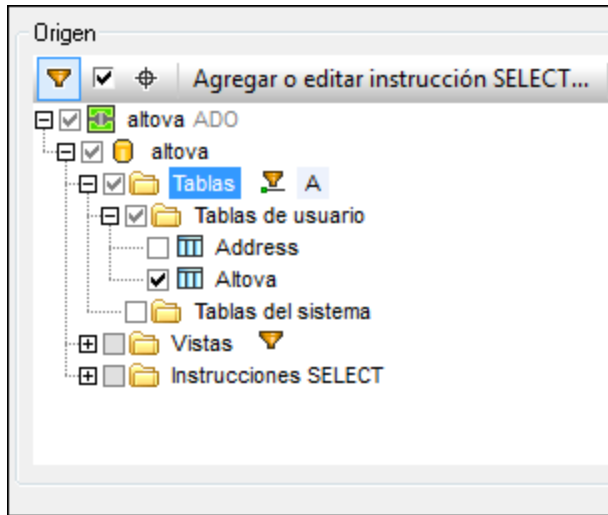 Origen
Agregar o editar instrucción SELECT...
altova ADO
altova
Tablas A
Tablas de usuario
Address
Altova
Tablas del sistema
Vistas
Instrucciones SELECT